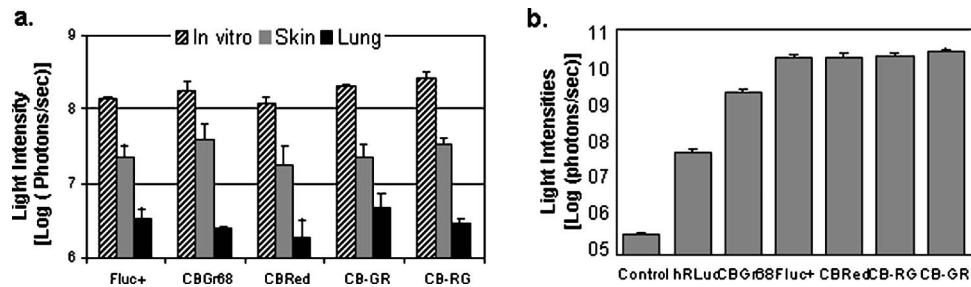 a.
Light Intensity
[Log ( Photons/sec)]
9
8
7
6
In vitro Skin Lung
Fluc+ CBGr68 CBRed CB-GR CB-RG
b.
Light Intensities
[Log (photons/sec)]
11
10
09
08
07
06
05
Control hRLuc CBGr68 Fluc+ CBRed CB-RG CB-GR